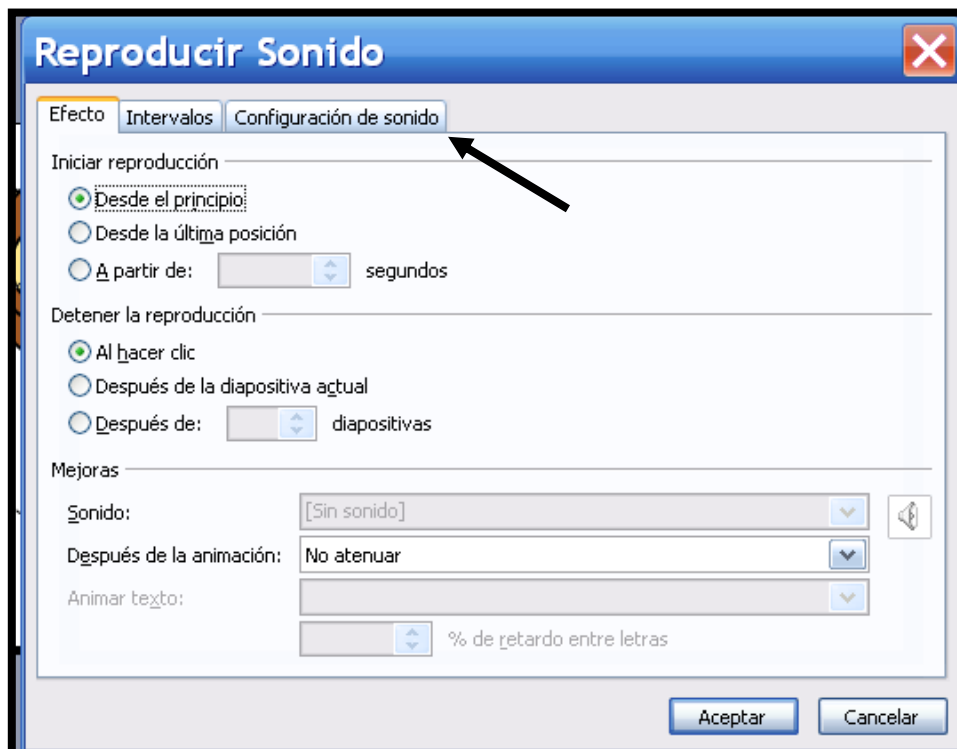 Reproducir Sonido
Efecto Intervalos Configuración de sonido
Iniciar reproducción
Desde el principio
Desde la última posición
A partir de: segundos
Detener la reproducción
Al hacer clic
Después de la diapositiva actual
Después de: diapositivas
Mejoras
Sonido: [Sin sonido]
Después de la animación: No atenuar
Animar texto:
% de retardo entre letras
Aceptar Cancelar